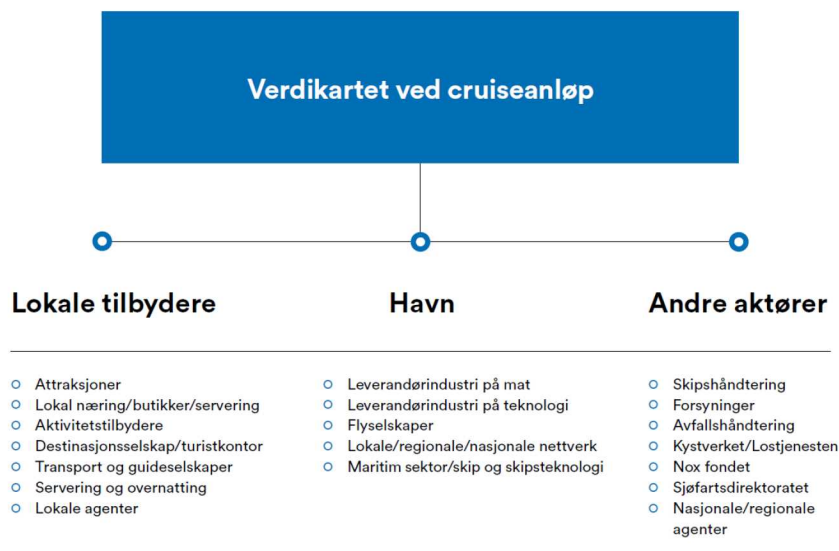 Verdikartet ved cruiseanløp
Lokale tilbydere
Attraksjoner
Lokal næring/butikker/servering
Aktivitetstilbydere
Destinasjonsselskap/turistkontor
Transport og guideselskaper
Servering og overnatting
Lokale agenter
Havn
Leverandørindustri på mat
Leverandørindustri på teknologi
Flyselskaper
Lokale/regionale/nasjonale nettverk
Maritim sektor/skip og skipsteknologi
Andre aktører
Skipshåndtering
Forsyninger
Avfallshåndtering
Kystverket/Lostjenesten
Nox fondet
Sjøfartsdirektoratet
Nasjonale/regionale
agenter